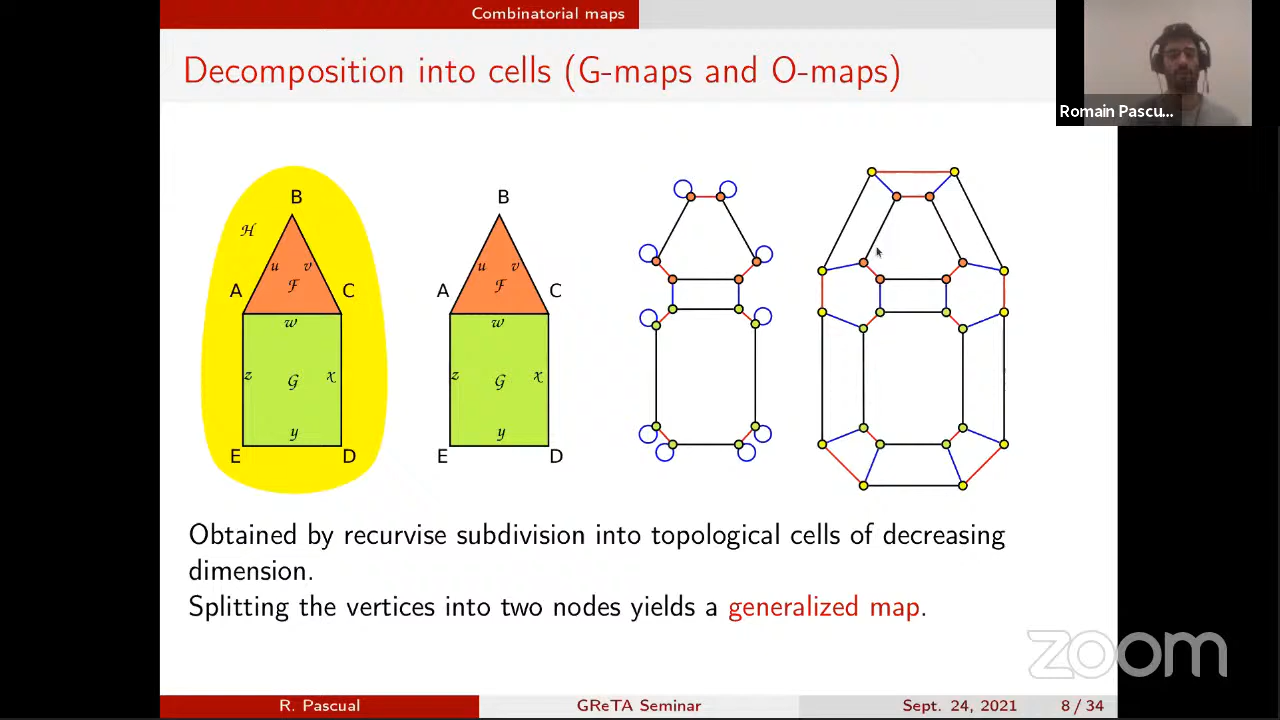 Combinatorial maps
Decomposition into cells (G-maps and O-maps)
Romain Pascu...
B
H
u
v
F
A
C
w
z
G
x
y
E
D
B
u
v
F
A
C
w
z
G
x
y
E
D
Obtained by recurvise subdivision into topological cells of decreasing
dimension.
Splitting the vertices into two nodes yields a generalized map.
zoom
R. Pascual
GReTA Seminar
Sept. 24, 2021
8 / 34